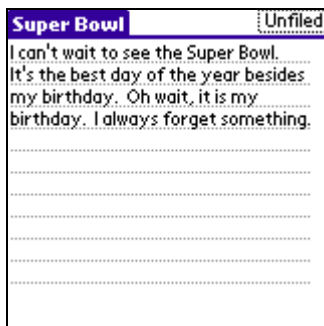 Super Bowl
Unfiled
I can't wait to see the Super Bowl.
It's the best day of the year besides
my birthday.  Oh wait, it is my
birthday.  I always forget something.